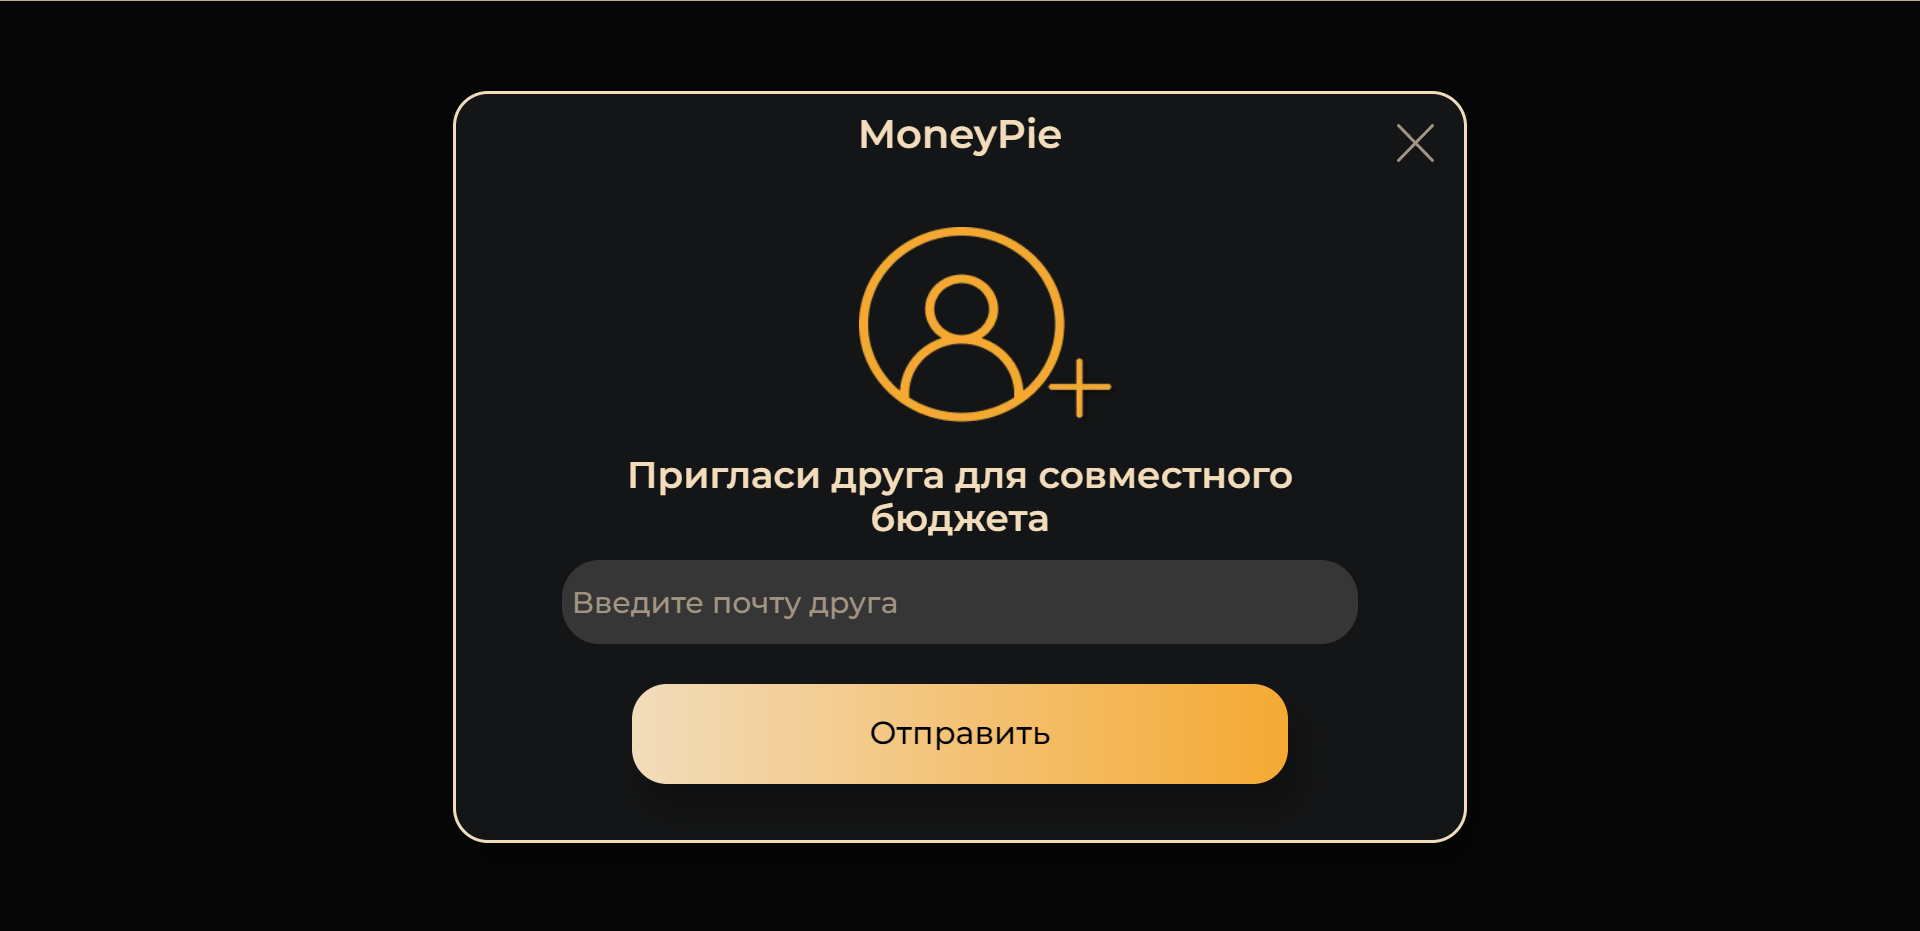 MoneyPie
Пригласи друга для совместного
бюджета
Введите почту друга
Отправить